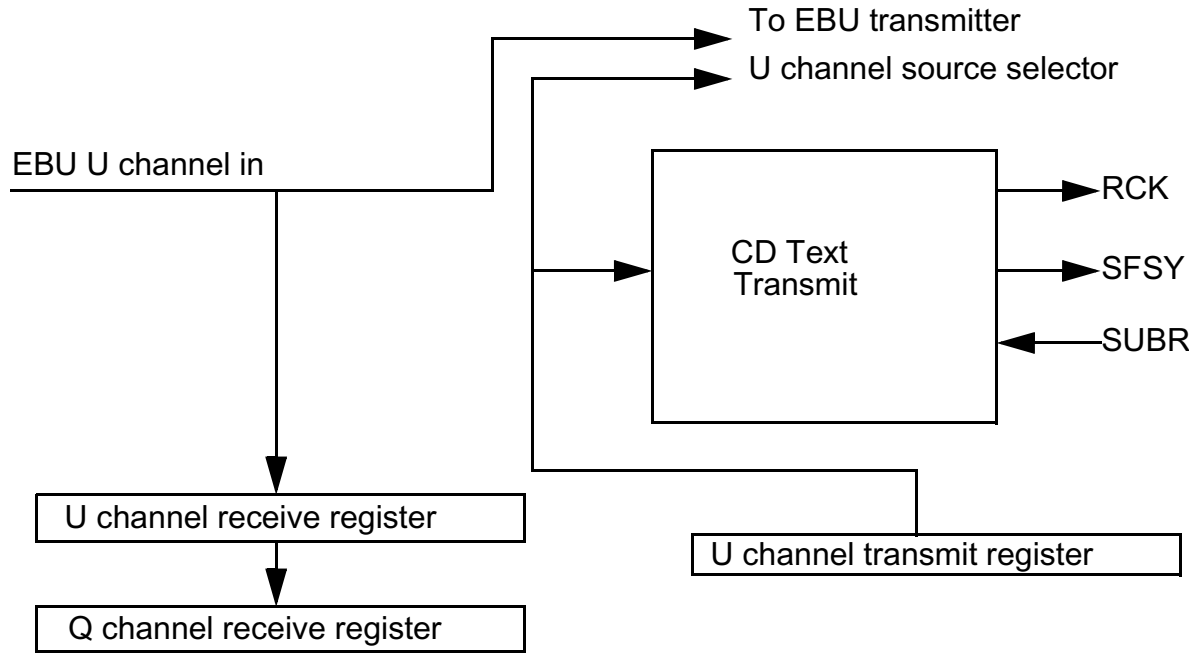 To EBU transmitter
U channel source selector
EBU U channel in
RCK
CD Text
Transmit
SFSY
SUBR
U channel receive register
U channel transmit register
Q channel receive register